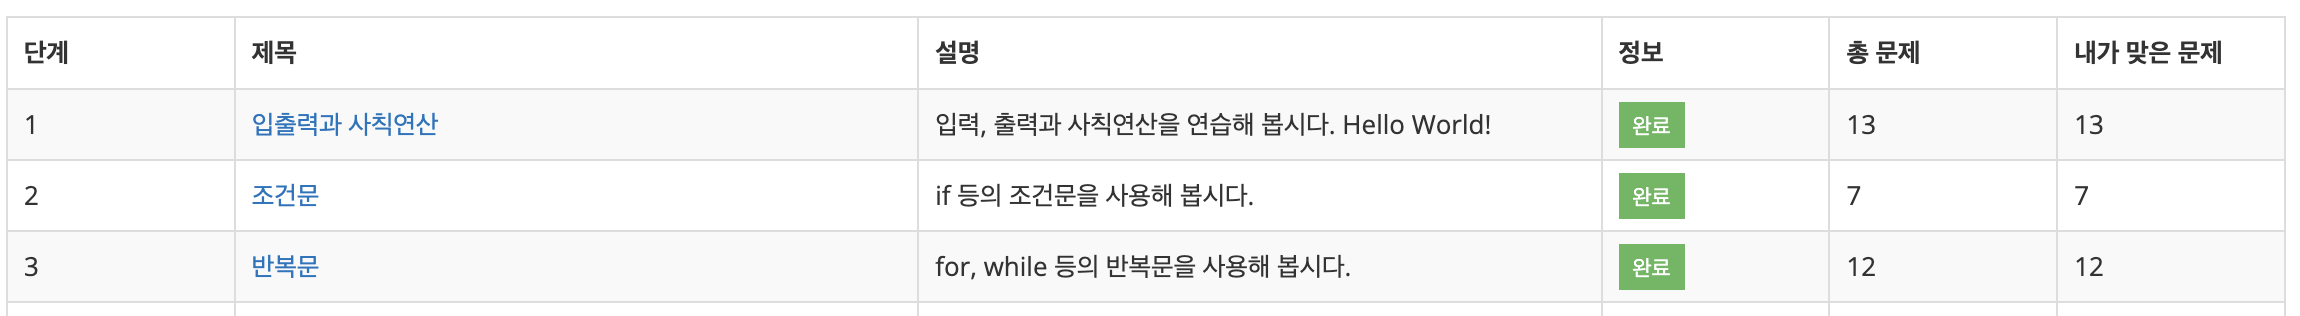 단계 제목 설명 정보 총 문제 내가 맞은 문제
1 입출력과 사칙연산 입력, 출력과 사칙연산을 연습해 봅시다. Hello World! 완료 13 13
2 조건문 if 등의 조건문을 사용해 봅시다. 완료 7 7
3 반복문 for, while 등의 반복문을 사용해 봅시다. 완료 12 12